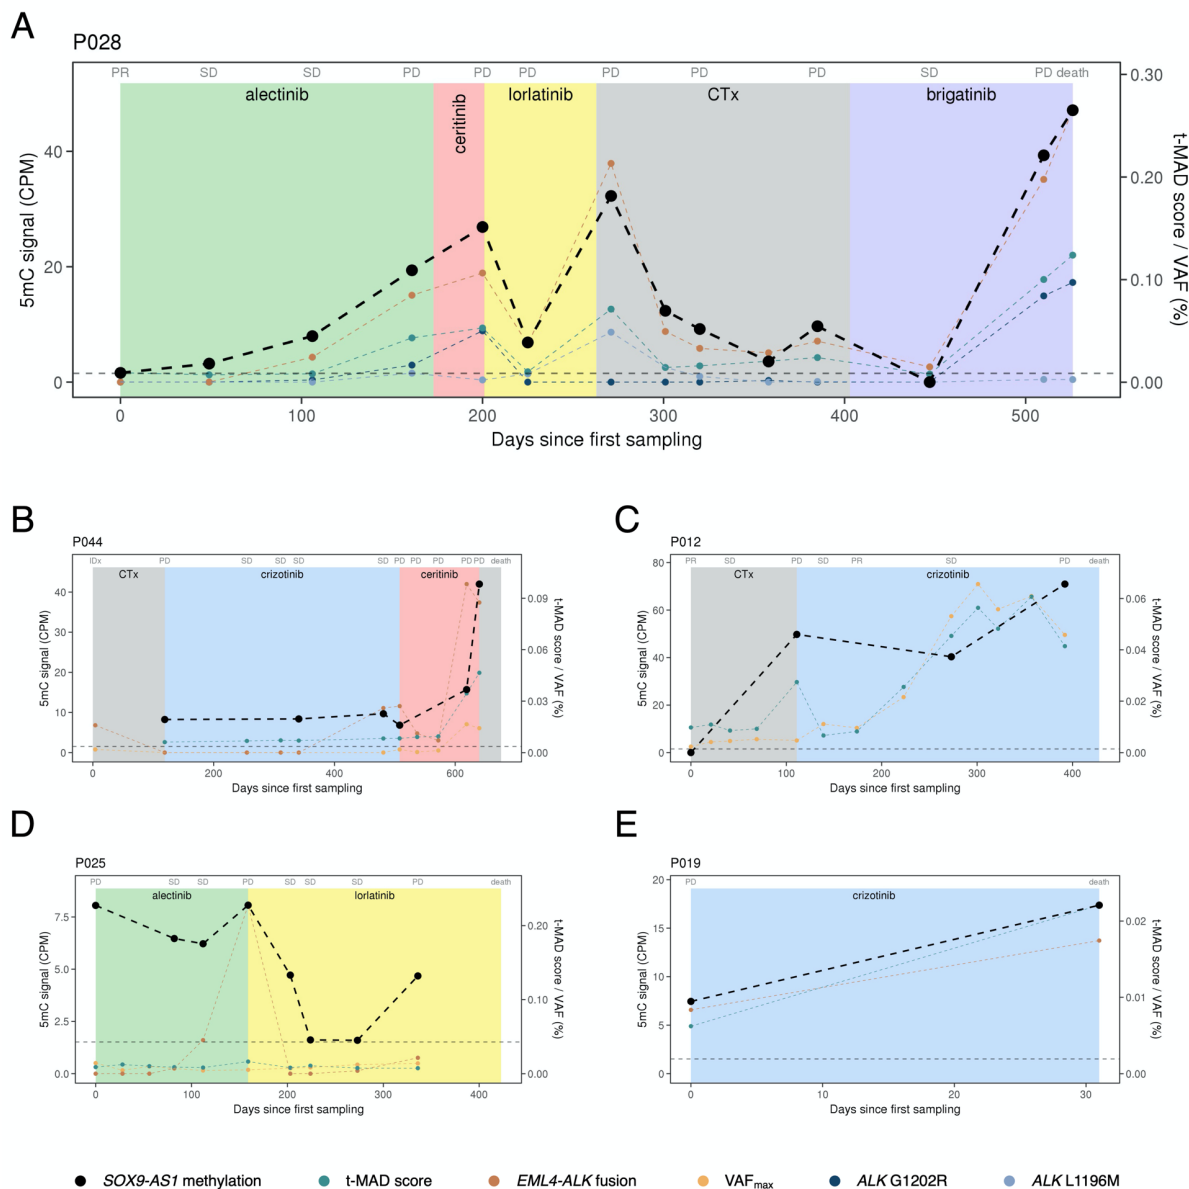 A
P028
PR SD SD PD PD PD PD PD PD SD PD death
alectinib ceritinib lorlatinib CTx brigatinib
5mC signal (CPM)
40
20
0
0.30
0.20
0.10
0.00
t-MAD score / VAF (%)
0 100 200 300 400 500
Days since first sampling
B
P044
IDx PD SD SD SD SD PD PD PD PD PD death
CTx crizotinib ceritinib
5mC signal (CPM)
40
30
20
10
0
0.09
0.06
0.03
0.00
t-MAD score / VAF (%)
0 200 400 600
Days since first sampling
C
P012
PR SD PD SD PR SD PD death
CTx crizotinib
5mC signal (CPM)
80
60
40
20
0
0.06
0.04
0.02
0.00
t-MAD score / VAF (%)
0 100 200 300 400
Days since first sampling
D
P025
PD SD SD PD SD SD SD PD death
alectinib lorlatinib
5mC signal (CPM)
7.5
5.0
2.5
0.0
0.20
0.10
0.00
t-MAD score / VAF (%)
0 100 200 300 400
Days since first sampling
E
P019
PD death
crizotinib
5mC signal (CPM)
20
15
10
5
0
0.02
0.01
0.00
t-MAD score / VAF (%)
0 10 20 30
Days since first sampling
SOX9-AS1 methylation t-MAD score EML4-ALK fusion VAFmax ALK G1202R ALK L1196M